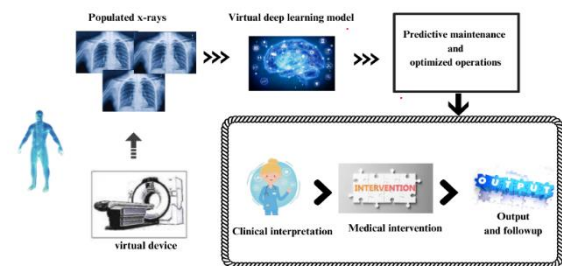 Populated x-rays
Virtual deep learning model
Predictive maintenance
and
optimized operations
virtual device
INTERVENTION
OUTPUT
Clinical interpretation
Medical intervention
Output
and followup